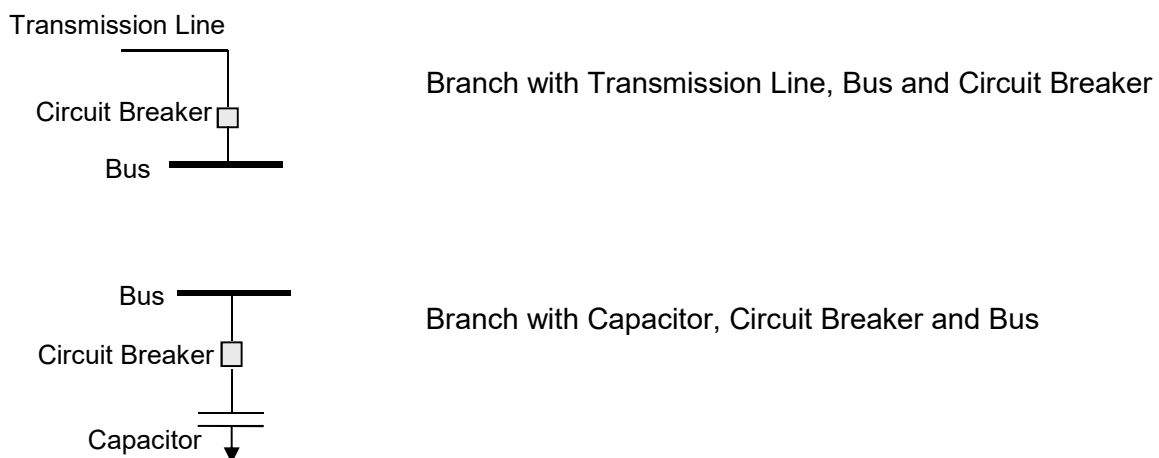 Transmission Line
Branch with Transmission Line, Bus and Circuit Breaker
Circuit Breaker
Bus
Bus
Branch with Capacitor, Circuit Breaker and Bus
Circuit Breaker
Capacitor